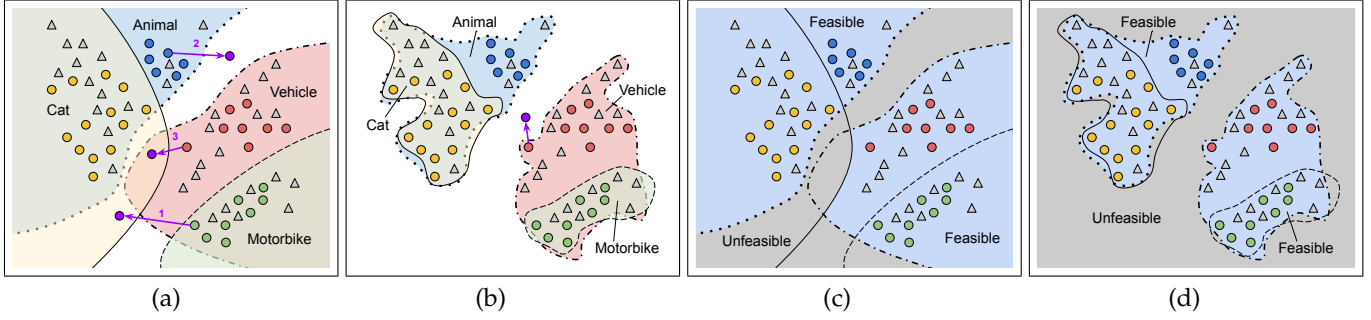 Animal
2
Cat
Vehicle
3
1
Motorbike
(a)
Animal
Vehicle
Cat
Motorbike
(b)
Feasible
Unfeasible
Feasible
(c)
Feasible
Unfeasible
Feasible
(d)